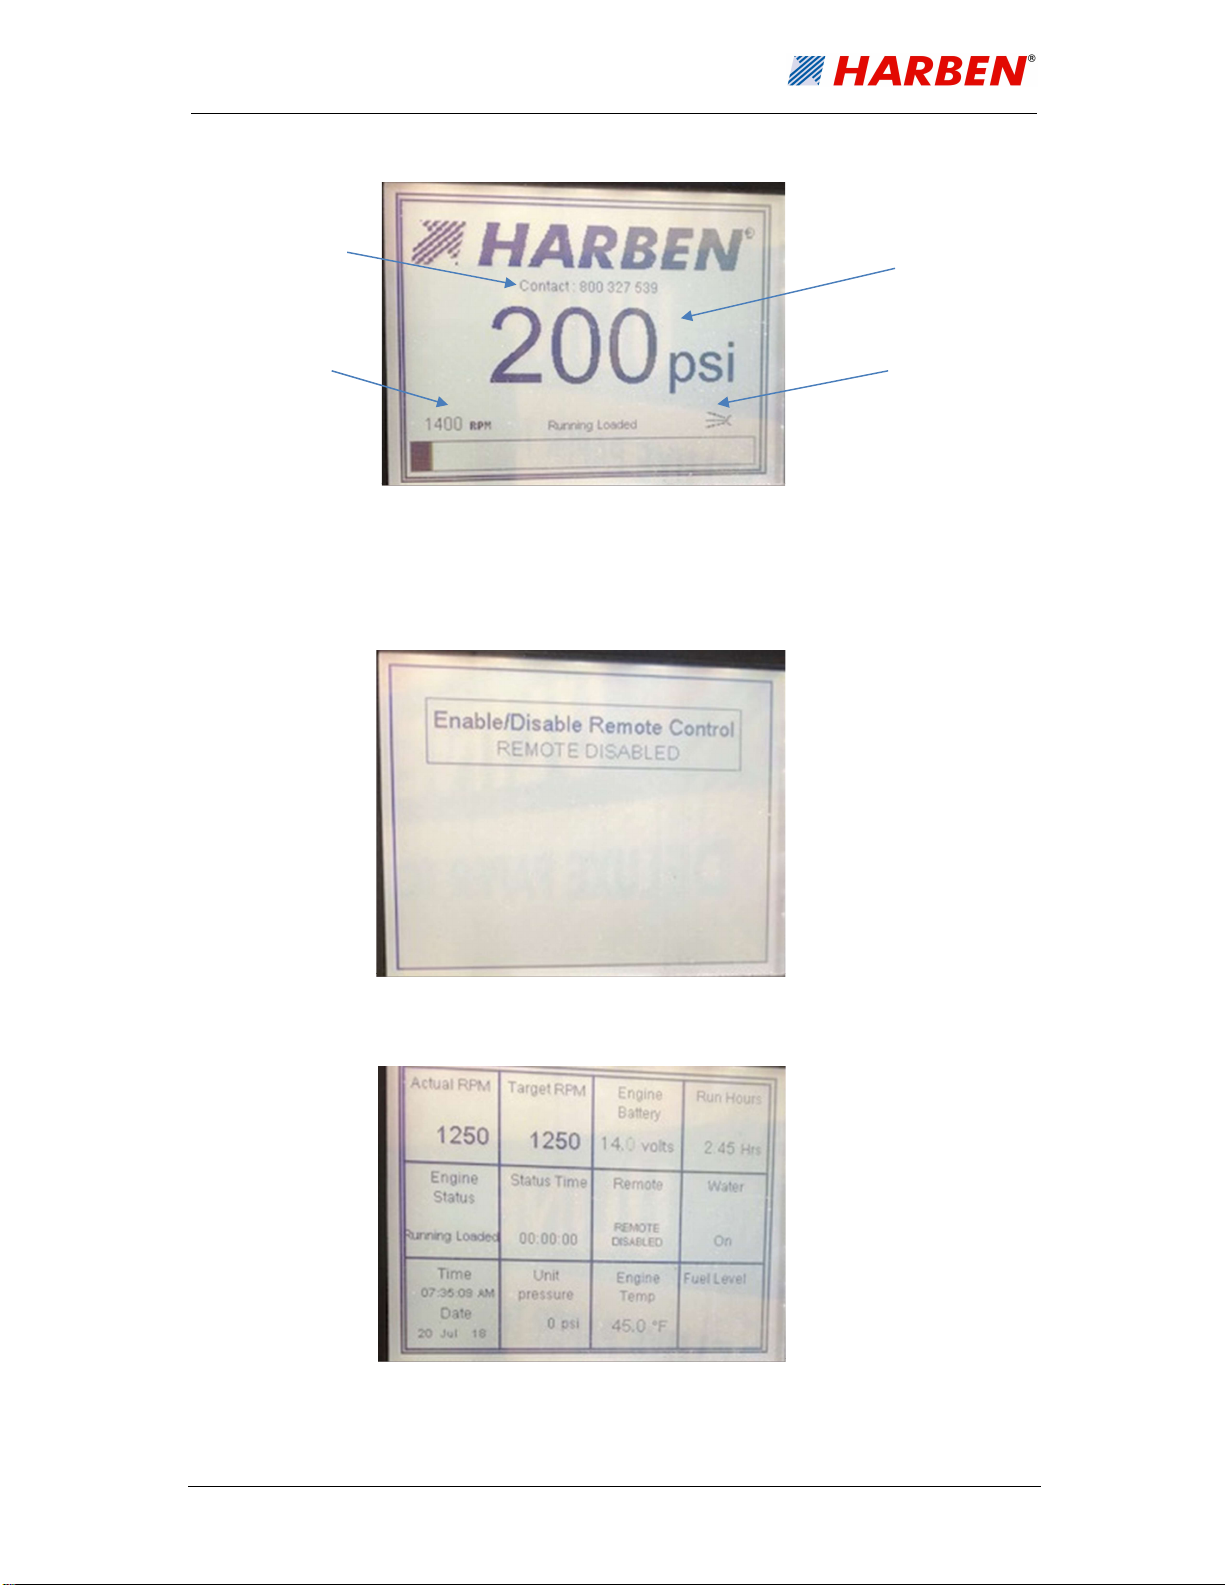 HARBEN®
HARBEN®
Contact : 800 327 539
200 psi
1400 RPM Running Loaded
Enable/Disable Remote Control
REMOTE DISABLED
DELUXE PAPER
Actual RPM
1250
Target RPM
1250
Engine
Battery
14.0 volts
Run Hours
2.45 Hrs
Engine
Status
Running Loaded
Status Time
00:00:00
Remote
REMOTE
DISABLED
Water
On
Time
07:35:09 AM
Date
20 Jul 18
Unit
pressure
0 psi
Engine
Temp
45.0 °F
Fuel Level